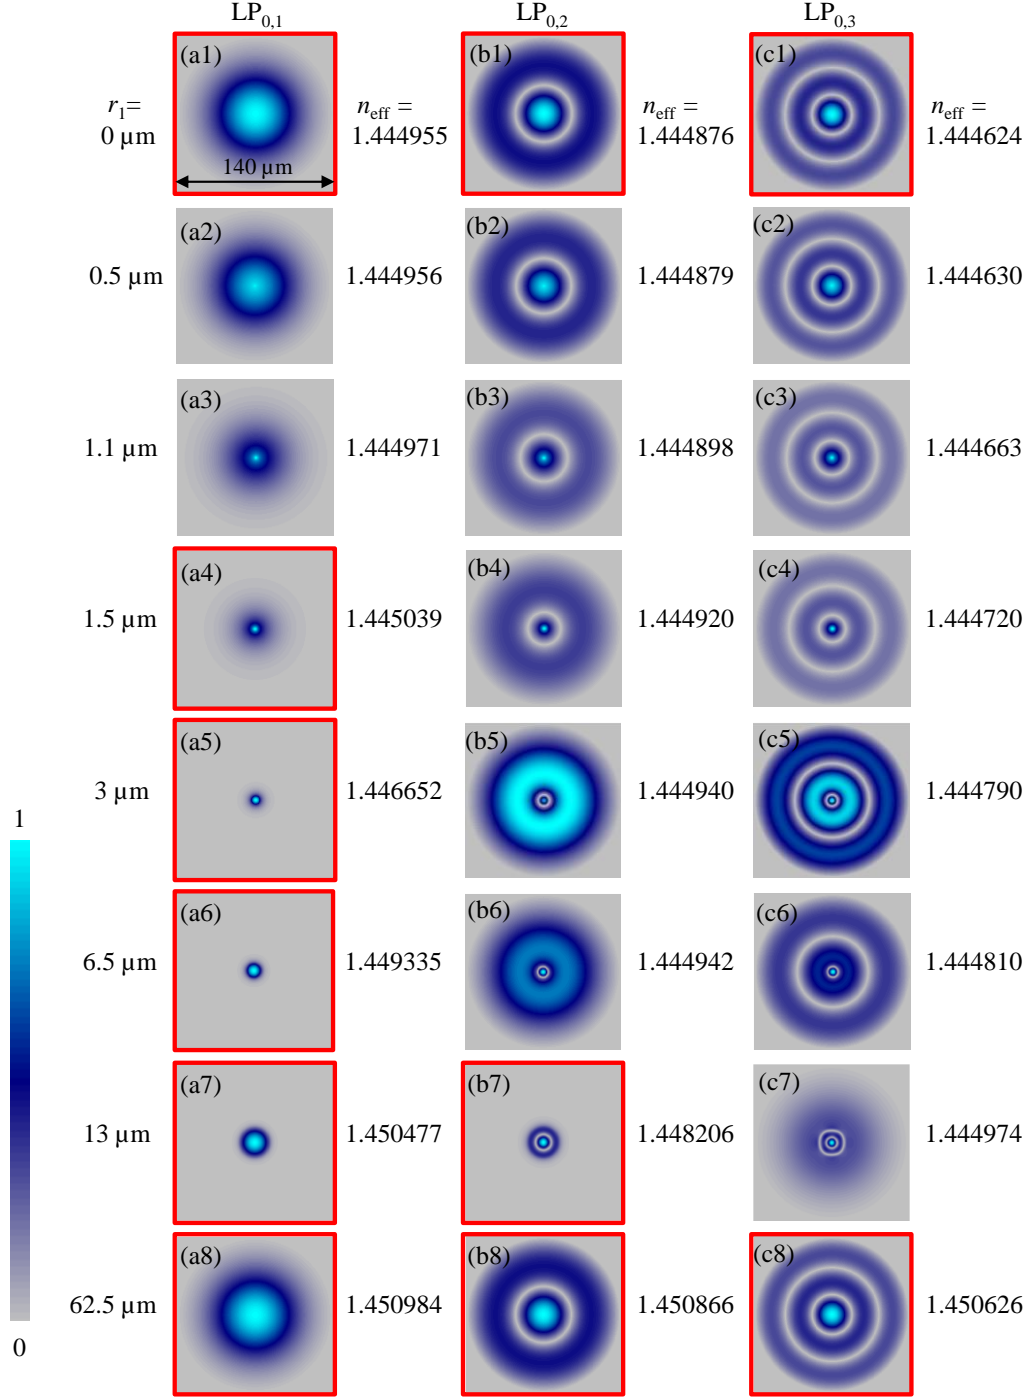 LP0,1 LP0,2 LP0,3
(a1) (b1) (c1)
r1= neff = neff = neff =
0 µm 1.444955 1.444876 1.444624
140 µm
(a2) (b2) (c2)
0.5 µm 1.444956 1.444879 1.444630
(a3) (b3) (c3)
1.1 µm 1.444971 1.444898 1.444663
(a4) (b4) (c4)
1.5 µm 1.445039 1.444920 1.444720
(a5) (b5) (c5)
3 µm 1.446652 1.444940 1.444790
1
(a6) (b6) (c6)
6.5 µm 1.449335 1.444942 1.444810
(a7) (b7) (c7)
13 µm 1.450477 1.448206 1.444974
(a8) (b8) (c8)
62.5 µm 1.450984 1.450866 1.450626
0